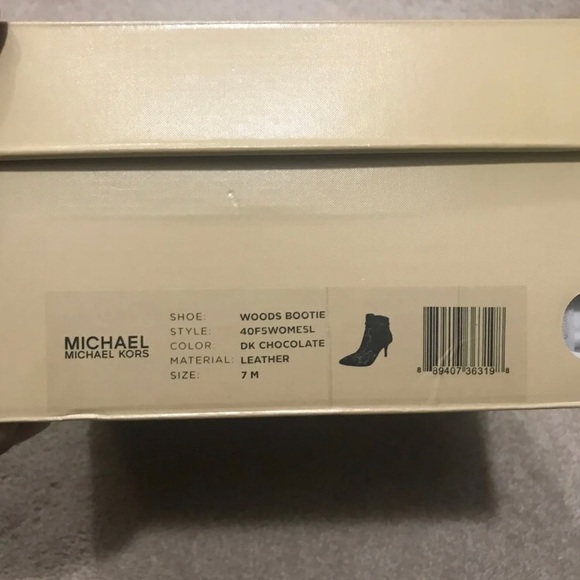 MICHAEL
MICHAEL KORS
SHOE: WOODS BOOTIE
STYLE: 40F5WOME5L
COLOR: DK CHOCOLATE
MATERIAL: LEATHER
SIZE: 7 M
8 89407 36319 8